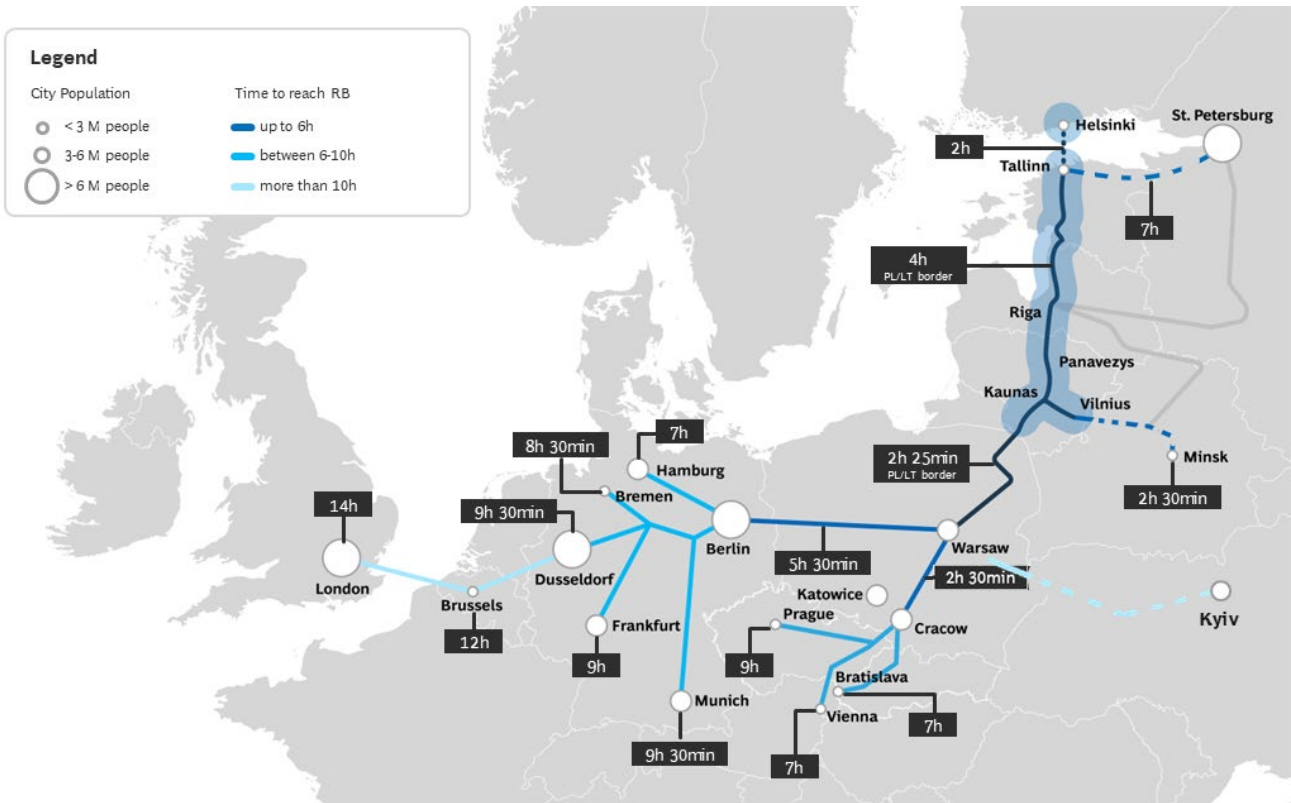 Legend
City Population
Time to reach RB
< 3 M people
up to 6h
3-6 M people
between 6-10h
> 6 M people
more than 10h
St. Petersburg
Helsinki
2h
Tallinn
7h
4h
PL/LT border
Riga
Panavezys
Kaunas
Vilnius
7h
8h 30min
Hamburg
2h 25min
PL/LT border
Minsk
Bremen
2h 30min
14h
9h 30min
Berlin
Warsaw
5h 30min
London
Dusseldorf
2h 30min
Katowice
Brussels
Prague
Kyiv
Frankfurt
Cracow
12h
9h
9h
Bratislava
Munich
Vienna
7h
9h 30min
7h